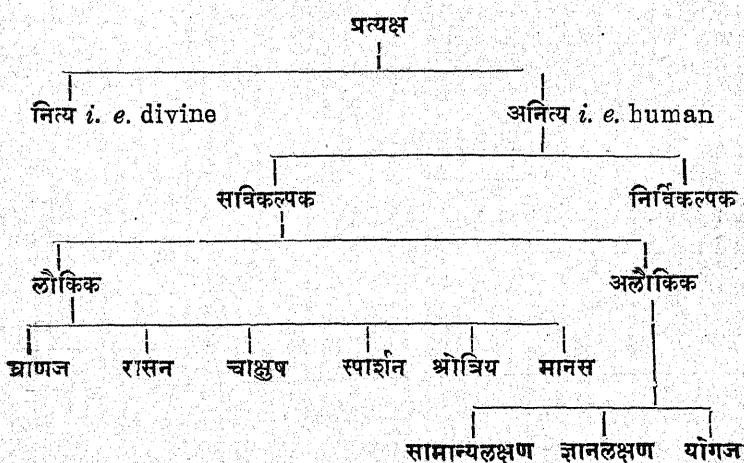 प्रत्यक्ष
नित्य i. e. divine अनित्य i. e. human
सविकल्पक निर्विकल्पक
लौकिक अलौकिक
घ्राणज रासन चाक्षुष स्पार्शन श्रोत्रिय मानस
सामान्यलक्षण ज्ञानलक्षण योगज